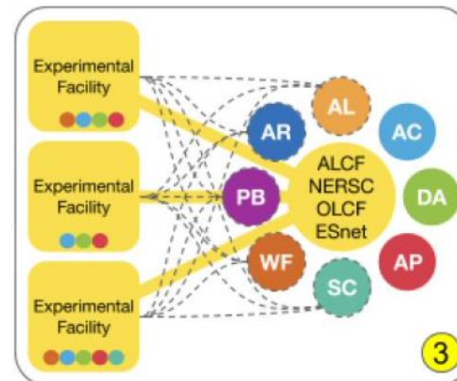 Experimental
Facility
Experimental
Facility
Experimental
Facility
AL
AR
AC
PB
DA
WF
AP
SC
ALCF
NERSC
OLCF
ESnet
3